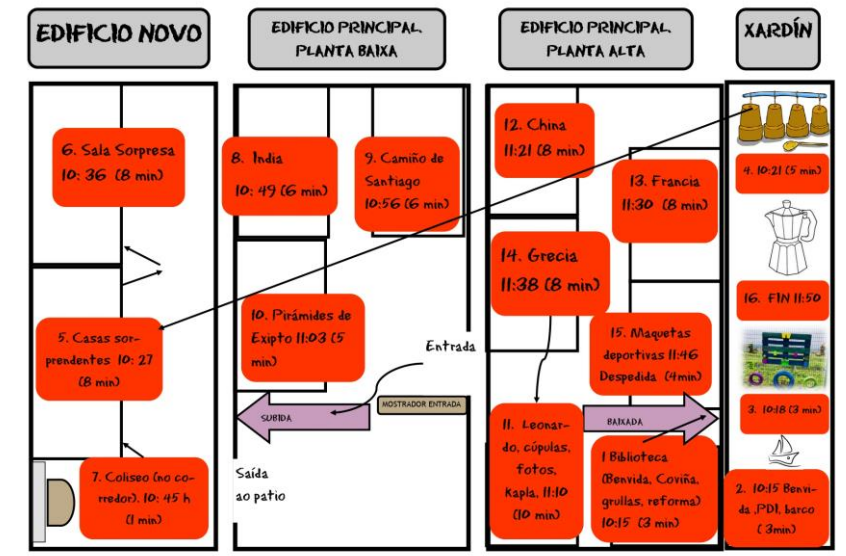 EDIFICIO NOVO
EDIFICIO PRINCIPAL
PLANTA BAIXA
EDIFICIO PRINCIPAL
PLANTA ALTA
XARDÍN
6. Sala Sorpresa
10: 36 (8 min)
5. Casas sor-
prendentes 10: 27
(8 min)
7. Coliseo (no co-
rredor). 10: 45 h
(1 min)
8. India
10: 49 (6 min)
9. Camiño de
Santiago
10:56 (6 min)
10. Pirámides de
Exipto 11:03 (5
min)
Entrada
MOSTRADOR ENTRADA
SUBIDA
Saída
ao patio
12. China
11:21 (8 min)
13. Francia
11:30 (8 min)
14. Grecia
11:38 (8 min)
15. Maquetas
deportivas 11:46
Despedida (4min)
BAIXADA
11. Leonar-
do, cúpulas,
fotos,
Kapla, 11:10
(10 min)
1 Biblioteca
(Benvida, Coviña,
grullas, reforma)
10:15 (3 min)
4. 10:21 (5 min)
16. FIN 11:50
3. 10:18 (3 min)
2. 10:15 Benvi-
da ,PDI, barco
( 3min)